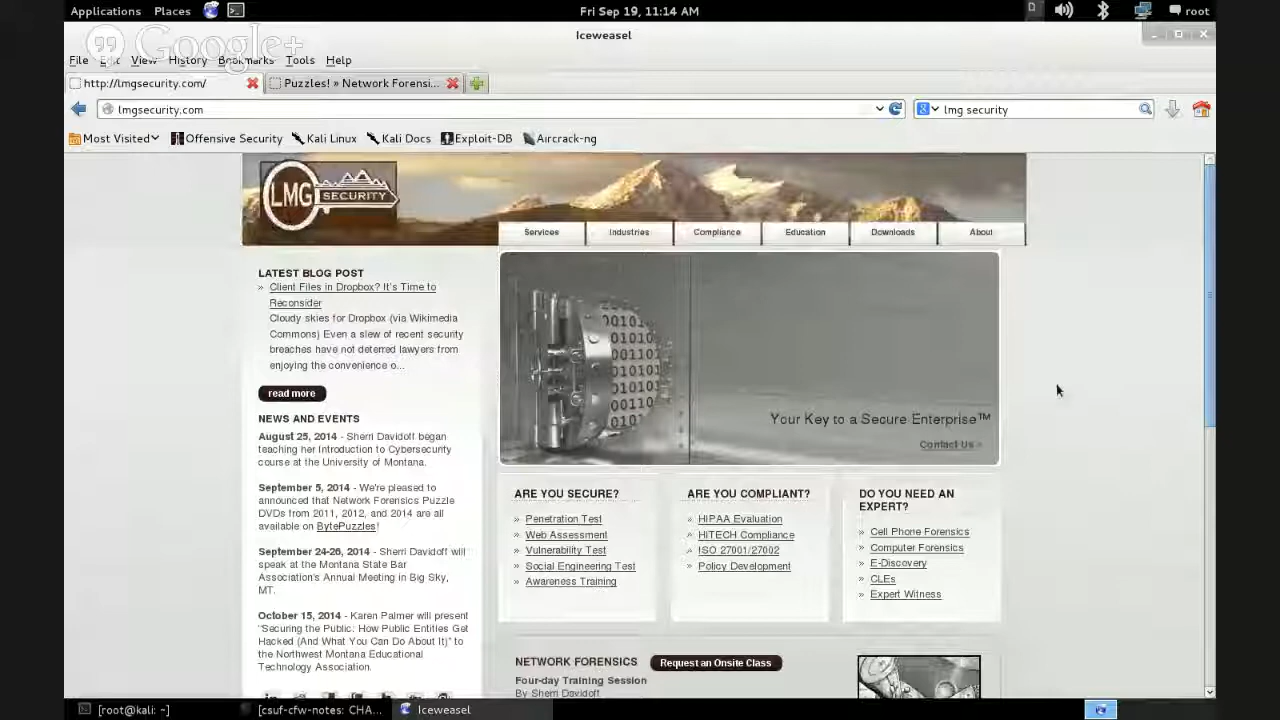 Applications Places
Fri Sep 19, 11:14 AM
root
Iceweasel
Google+
File Edit View History Bookmarks Tools Help
http://lmgsecurity.com/
Puzzles! » Network Forensi...
lmgsecurity.com
lmg security
Most Visited
Offensive Security
Kali Linux
Kali Docs
Exploit-DB
Aircrack-ng
LMG SECURITY
Services
Industries
Compliance
Education
Downloads
About
LATEST BLOG POST
» Client Files in Dropbox? It's Time to
Reconsider
Cloudy skies for Dropbox (via Wikimedia
Commons) Even a slew of recent security
breaches have not deterred lawyers from
enjoying the convenience o...
read more
NEWS AND EVENTS
August 25, 2014 - Sherri Davidoff began
teaching her Introduction to Cybersecurity
course at the University of Montana.
September 5, 2014 - We're pleased to
announced that Network Forensics Puzzle
DVDs from 2011, 2012, and 2014 are all
available on BytePuzzles!
September 24-26, 2014 - Sherri Davidoff will
speak at the Montana State Bar
Association's Annual Meeting in Big Sky,
MT.
October 15, 2014 - Karen Palmer will present
"Securing the Public: How Public Entities Get
Hacked (And What You Can Do About It)" to
the Northwest Montana Educational
Technology Association.
Your Key to a Secure Enterprise™
Contact Us »
ARE YOU SECURE?
» Penetration Test
» Web Assessment
» Vulnerability Test
» Social Engineering Test
» Awareness Training
ARE YOU COMPLIANT?
» HIPAA Evaluation
» HITECH Compliance
» ISO 27001/27002
» Policy Development
DO YOU NEED AN
EXPERT?
» Cell Phone Forensics
» Computer Forensics
» E-Discovery
» CLEs
» Expert Witness
NETWORK FORENSICS
Request an Onsite Class
Four-day Training Session
By Sherri Davidoff
[root@kali: ~]
[csuf-cfw-notes: CHA...
Iceweasel